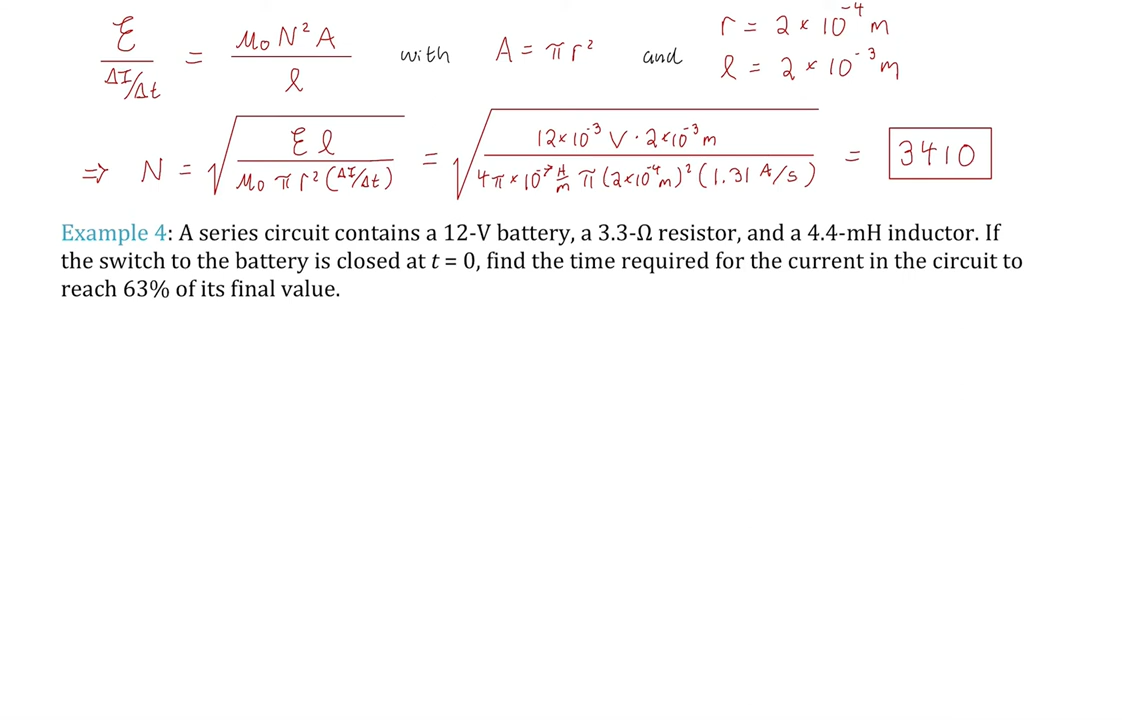 ℰ / (ΔI/Δt) = μ₀ N² A / ℓ with A = π r² and r = 2 × 10⁻⁴ m
ℓ = 2 × 10⁻³ m
⇒ N = √(ℰ ℓ / (μ₀ π r² (ΔI/Δt))) = √(12×10⁻³ V · 2×10⁻³ m / (4π × 10⁻⁷ H/m π (2×10⁻⁴ m)² (1.31 A/s))) = 3410
Example 4: A series circuit contains a 12-V battery, a 3.3-Ω resistor, and a 4.4-mH inductor. If
the switch to the battery is closed at t = 0, find the time required for the current in the circuit to
reach 63% of its final value.